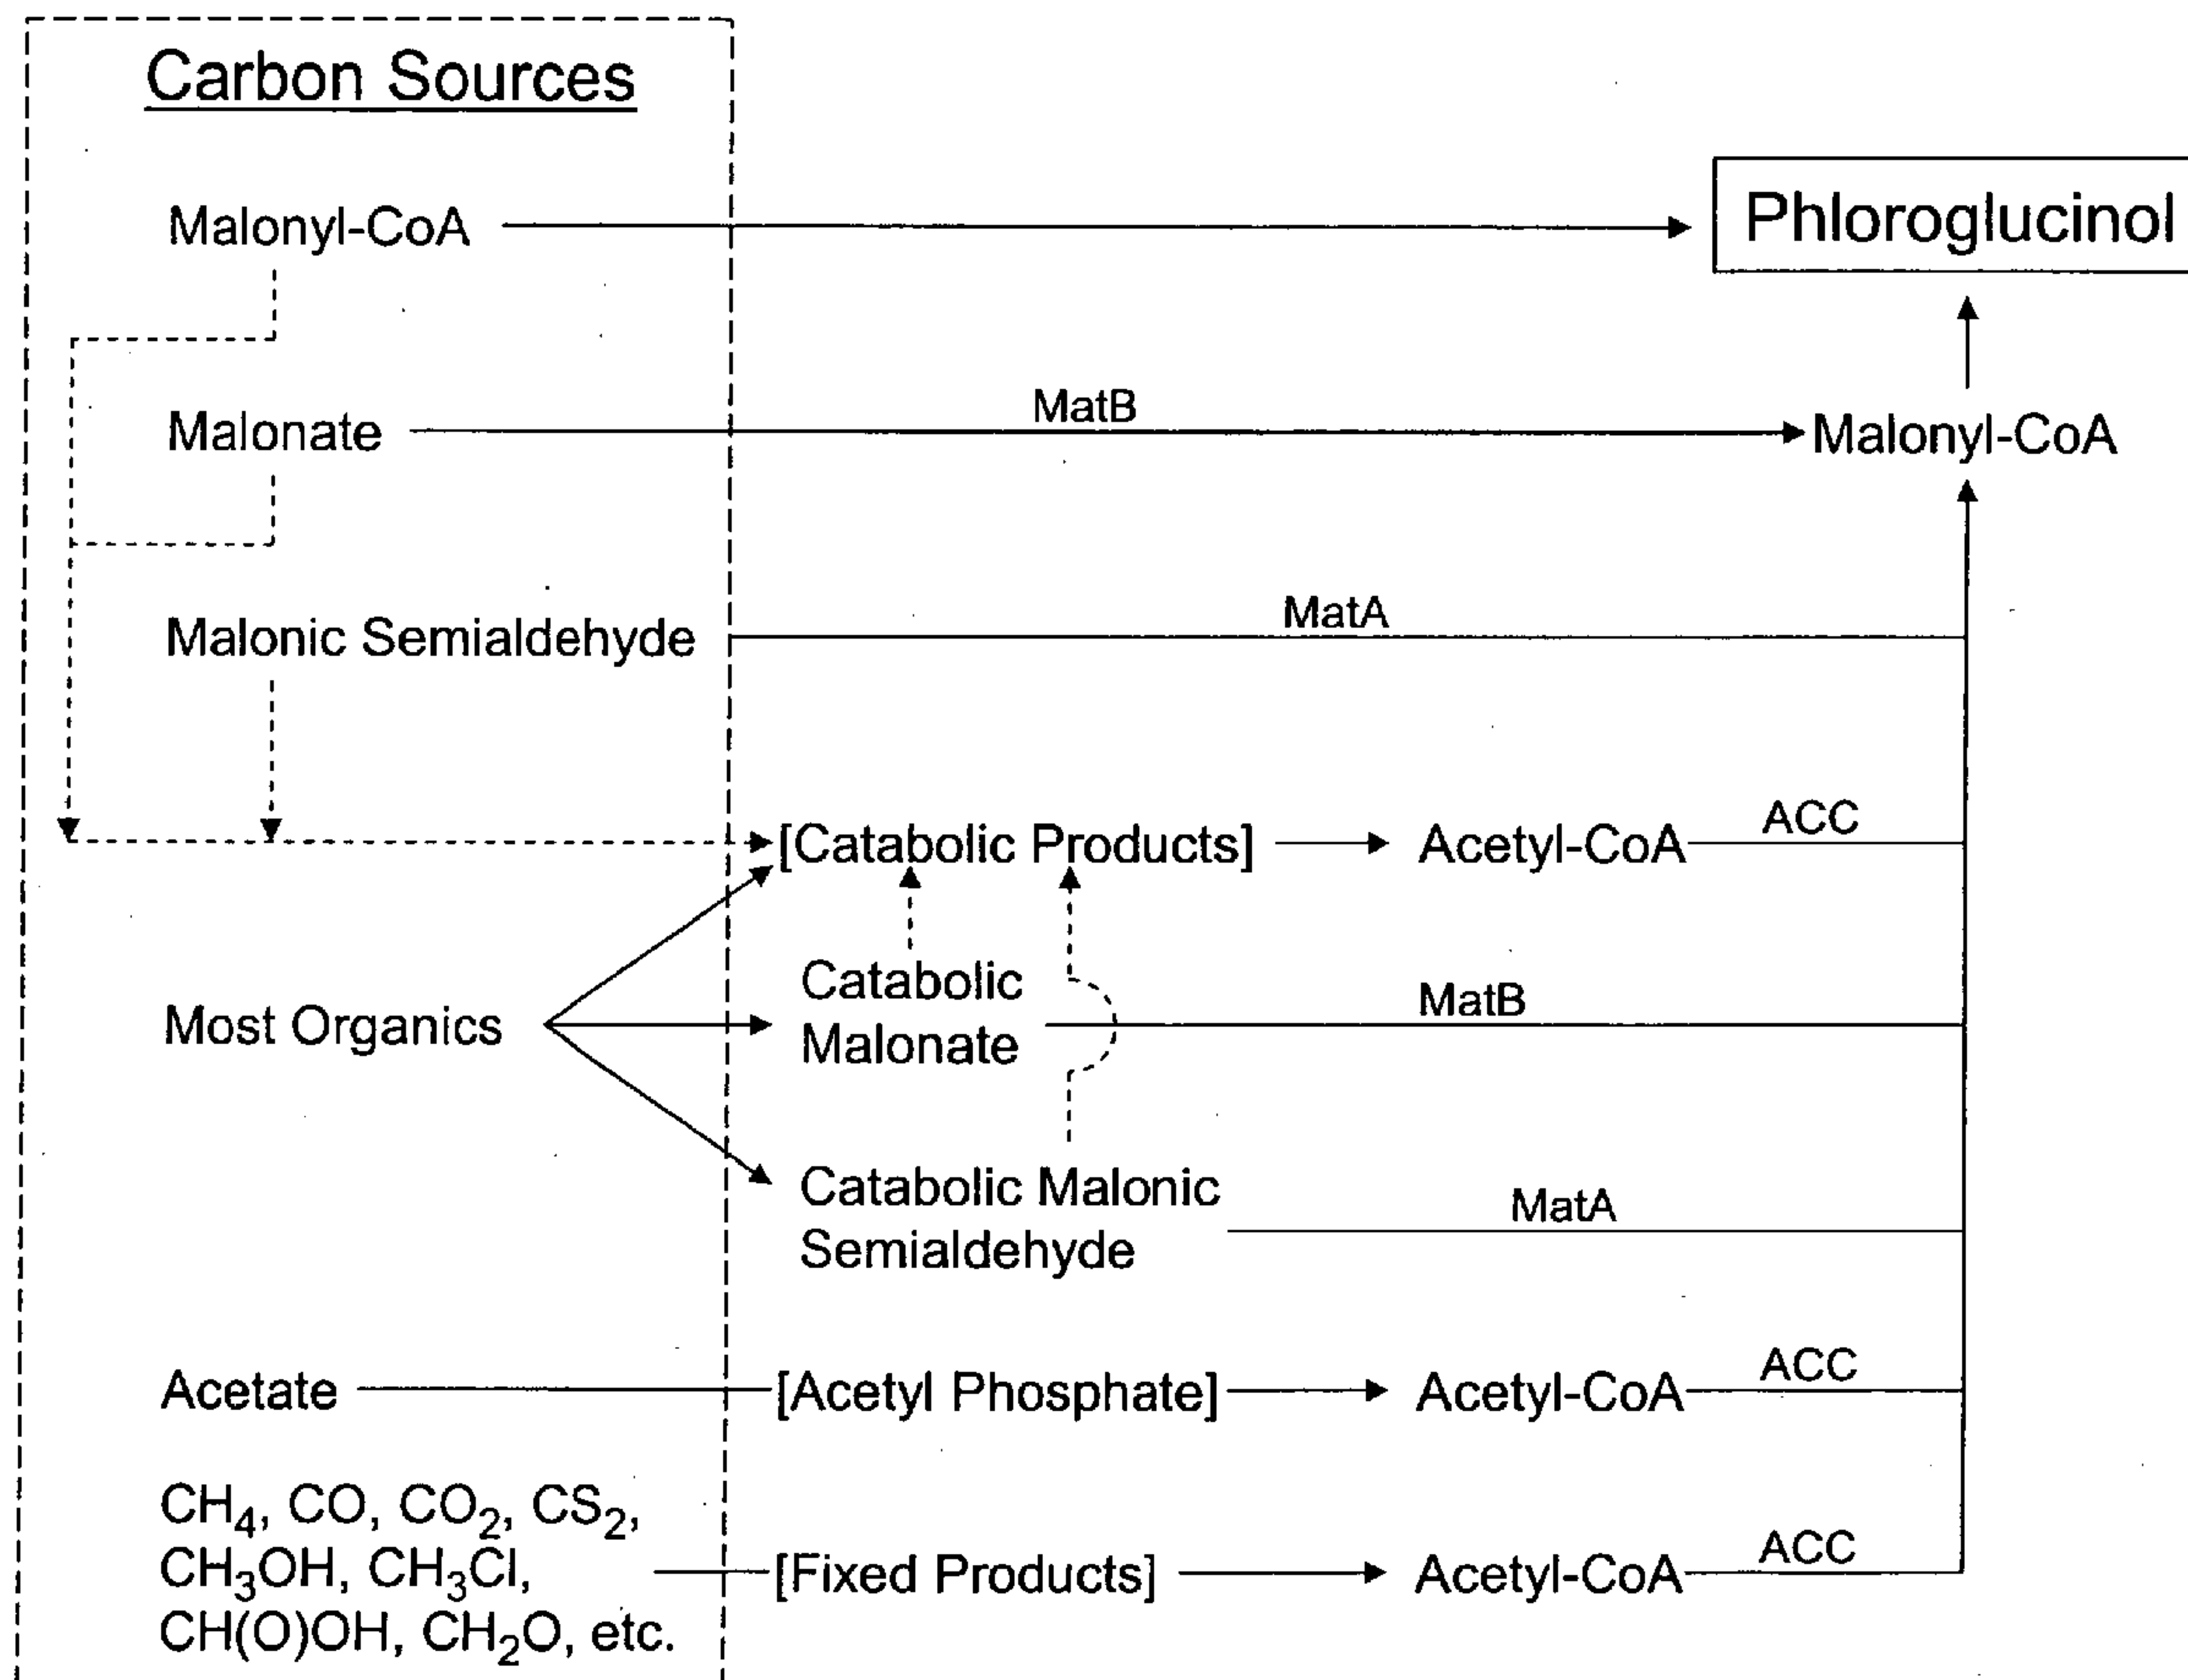 Carbon Sources
Malonyl-CoA
Phloroglucinol
Malonate
MatB
Malonyl-CoA
Malonic Semialdehyde
MatA
[Catabolic Products]
Acetyl-CoA
ACC
Most Organics
Catabolic
Malonate
MatB
Catabolic Malonic
Semialdehyde
MatA
Acetate
[Acetyl Phosphate]
Acetyl-CoA
ACC
CH₄, CO, CO₂, CS₂,
CH₃OH, CH₃Cl,
CH(O)OH, CH₂O, etc.
[Fixed Products]
Acetyl-CoA
ACC